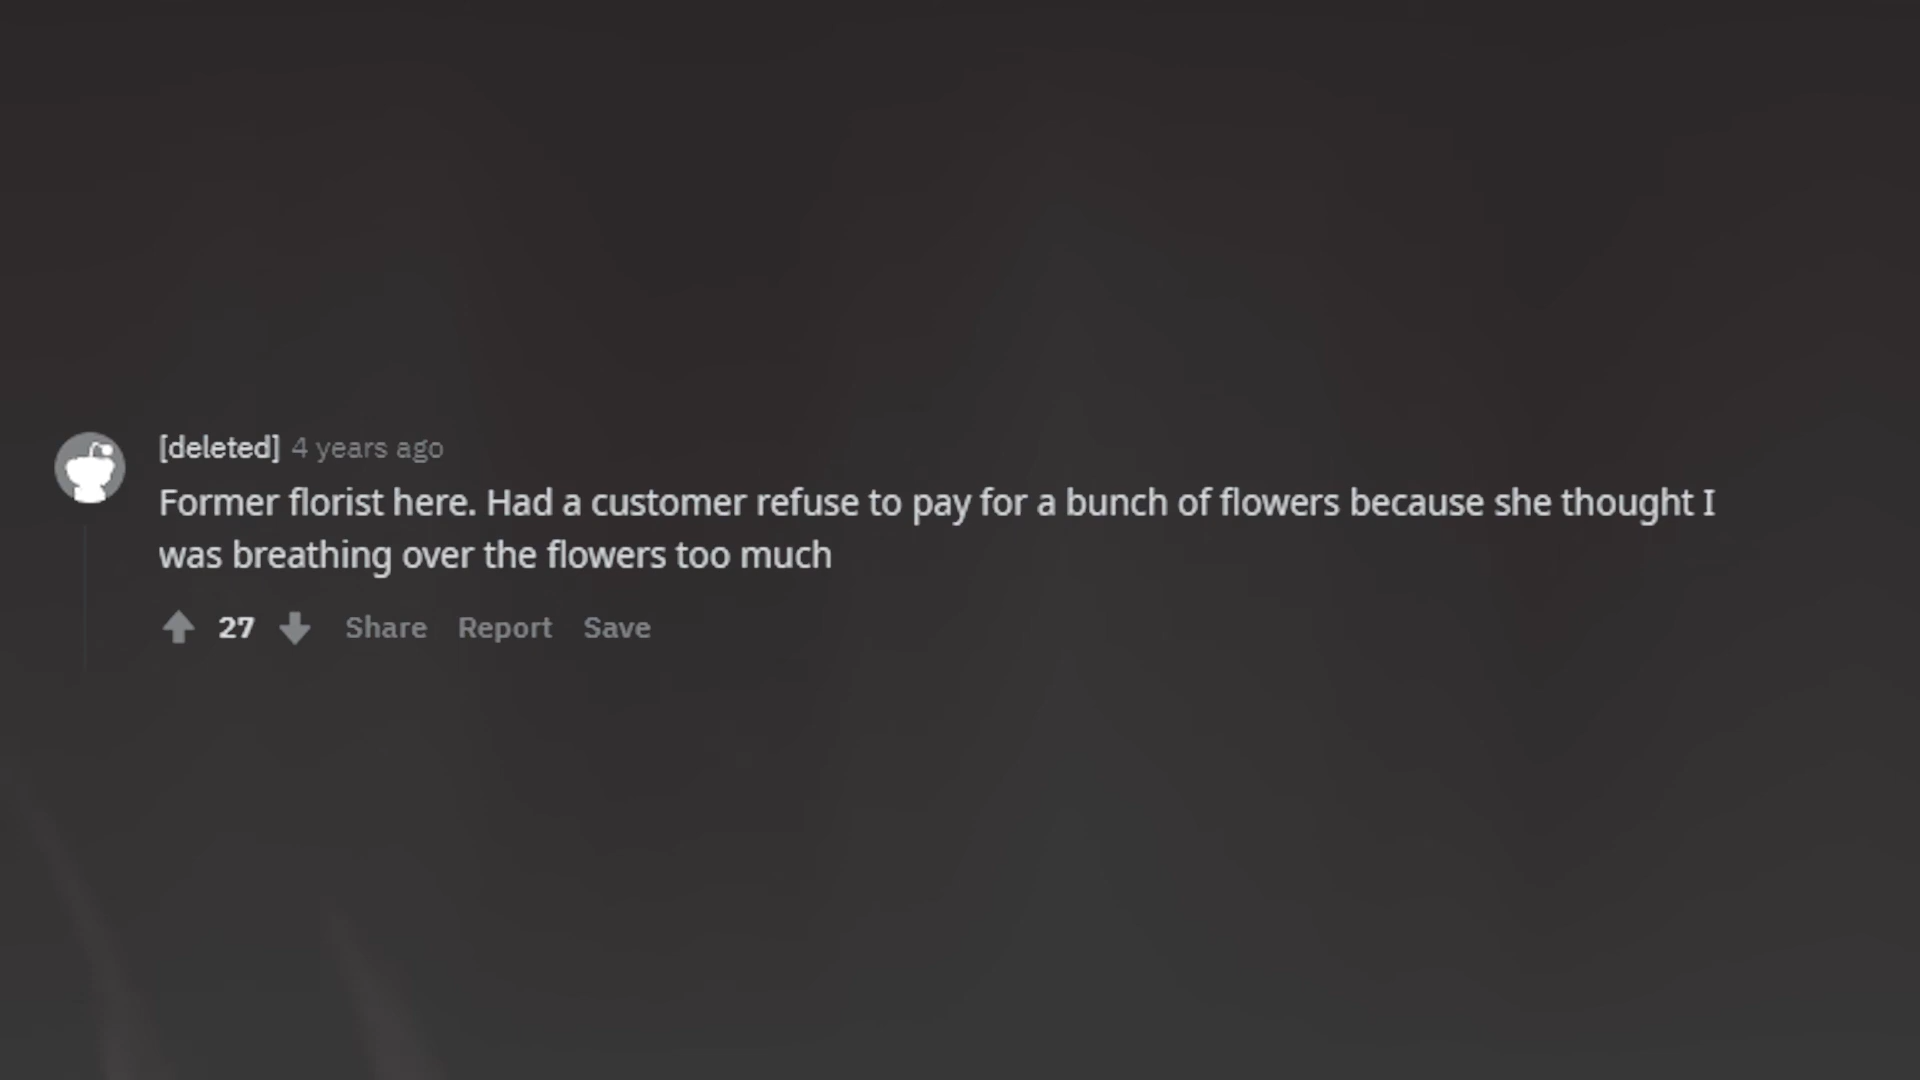 [deleted] 4 years ago
Former florist here. Had a customer refuse to pay for a bunch of flowers because she thought I
was breathing over the flowers too much
27 Share Report Save